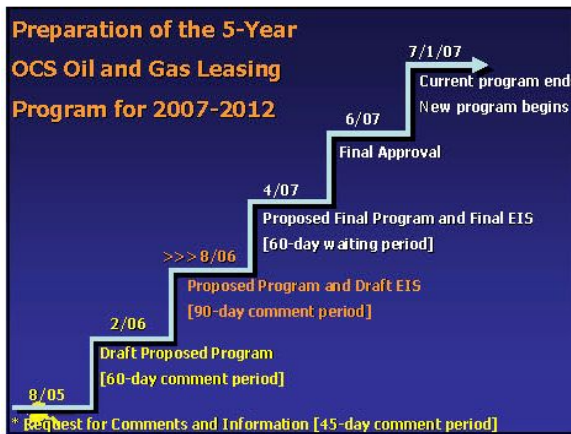 Preparation of the 5-Year
OCS Oil and Gas Leasing
Program for 2007-2012
7/1/07
Current program end
New program begins
6/07
Final Approval
4/07
Proposed Final Program and Final EIS
[60-day waiting period]
>>> 8/06
Proposed Program and Draft EIS
[90-day comment period]
2/06
Draft Proposed Program
[60-day comment period]
8/05
* Request for Comments and Information [45-day comment period]